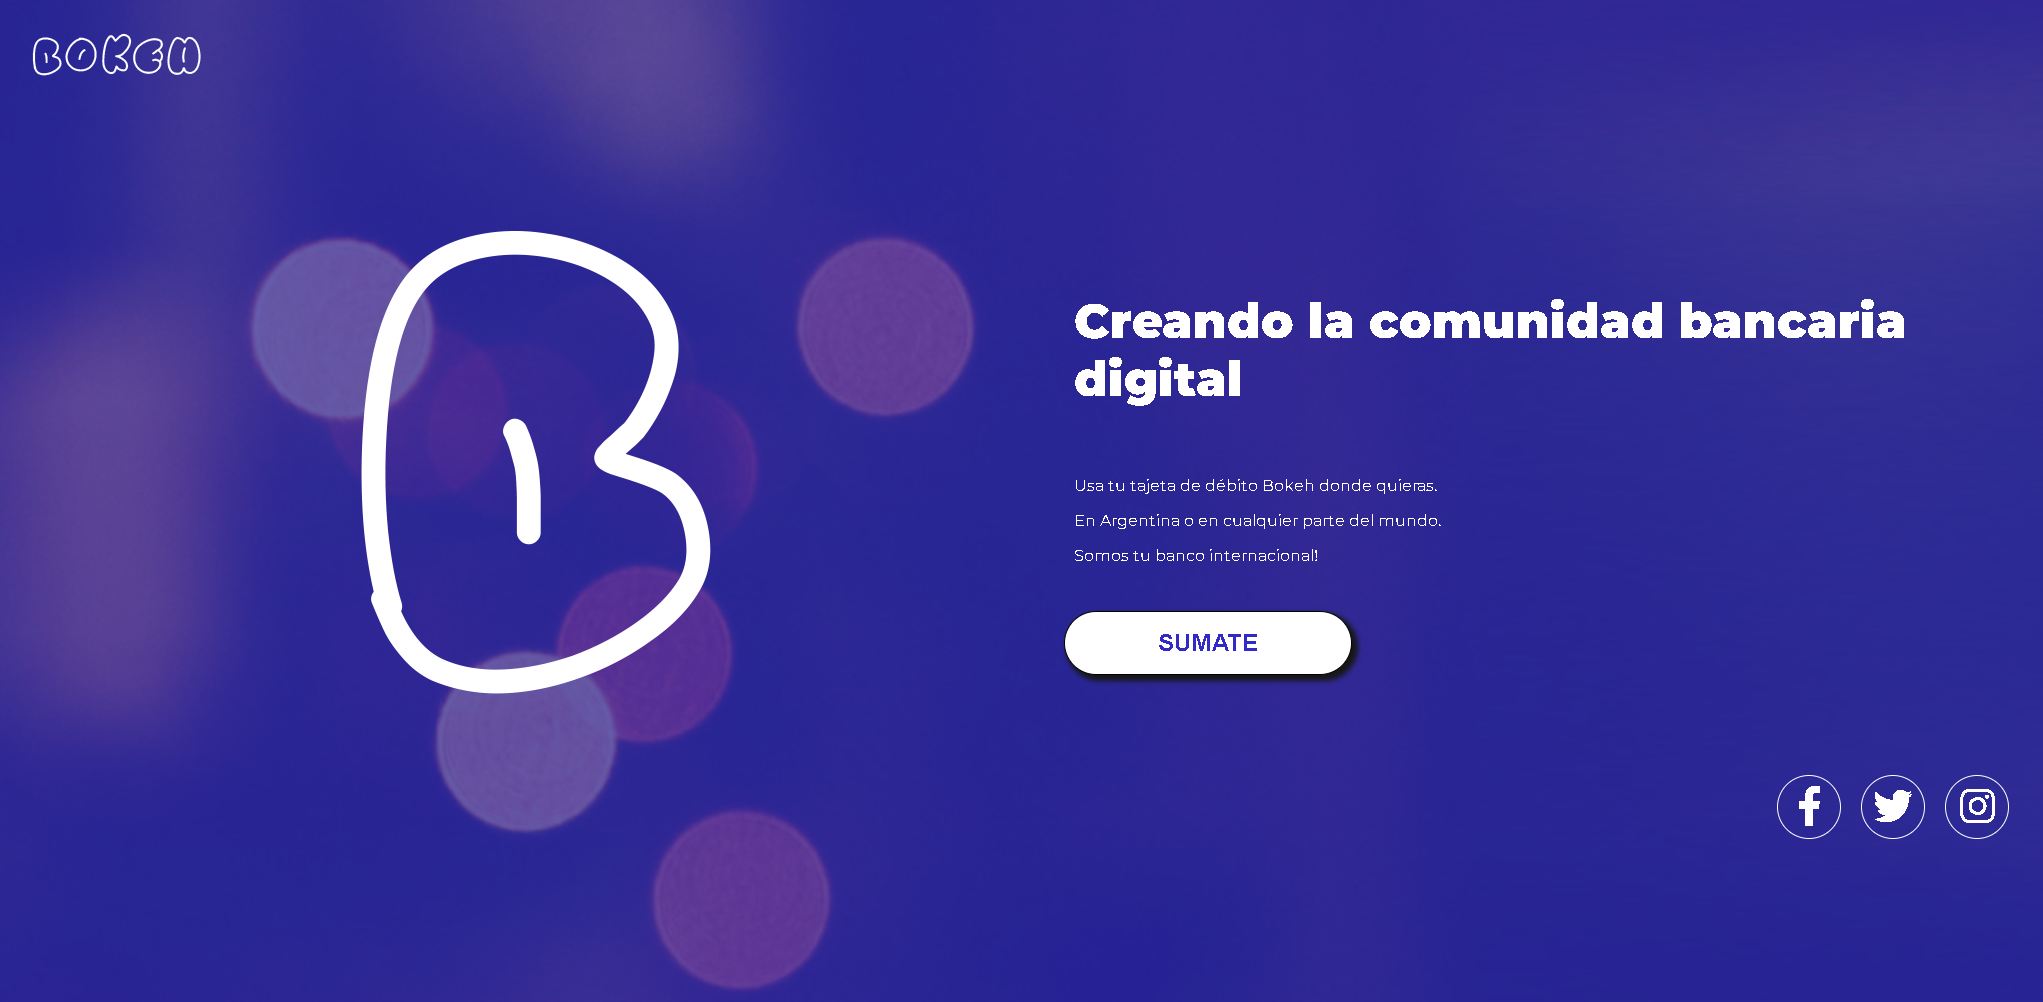 BOKEH
B
Creando la comunidad bancaria
digital
Usa tu tajeta de débito Bokeh donde quieras.
En Argentina o en cualquier parte del mundo.
Somos tu banco internacional!
SUMATE